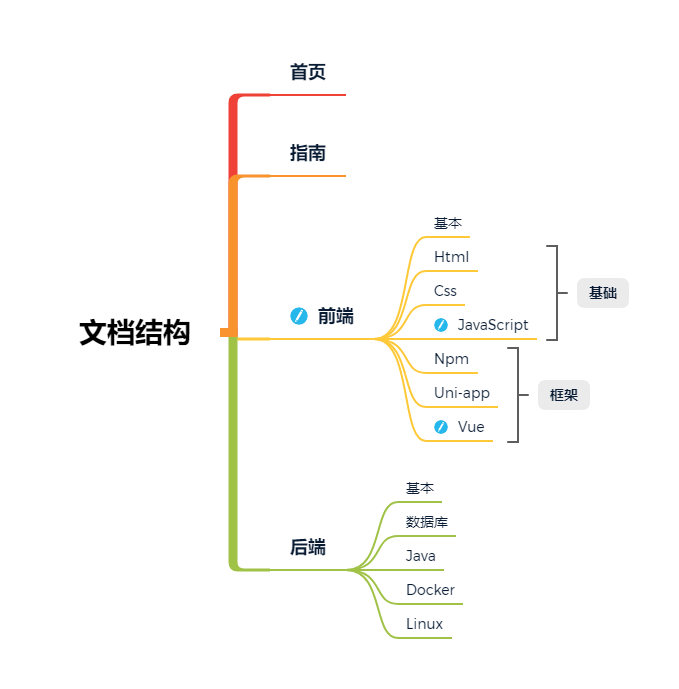 文档结构
首页
指南
前端
基本
Html
Css
JavaScript
基础
Npm
Uni-app
Vue
框架
后端
基本
数据库
Java
Docker
Linux